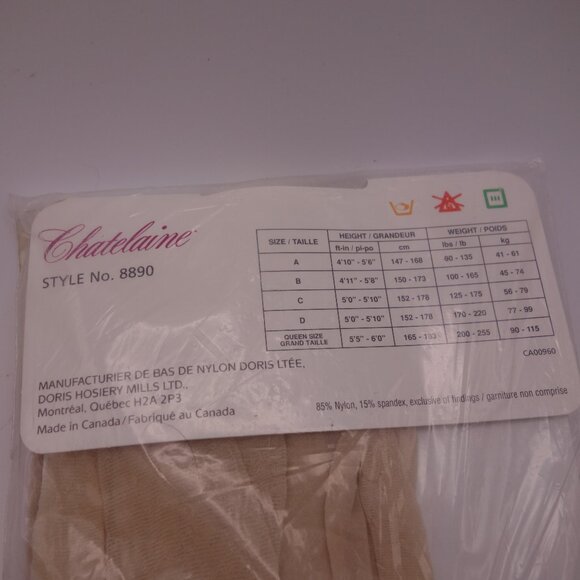 Chatelaine
STYLE No. 8890
SIZE / TAILLE HEIGHT / GRANDEUR WEIGHT / POIDS
ft-in / pi-po cm lbs / lb kg
A 4'10" - 5'6" 147 - 168 90 - 135 41 - 61
B 4'11" - 5'8" 150 - 173 100 - 165 45 - 74
C 5'0" - 5'10" 152 - 178 125 - 175 56 - 79
D 5'0" - 5'10" 152 - 178 170 - 220 77 - 99
QUEEN SIZE
GRAND TAILLE 5'5" - 6'0" 165 - 183 200 - 255 90 - 115
CA00960
MANUFACTURIER DE BAS DE NYLON DORIS LTÉE,
DORIS HOSIERY MILLS LTD.,
Montréal, Québec H2A 2P3
Made in Canada/Fabriqué au Canada
85% Nylon, 15% spandex, exclusive of findings / garniture non comprise